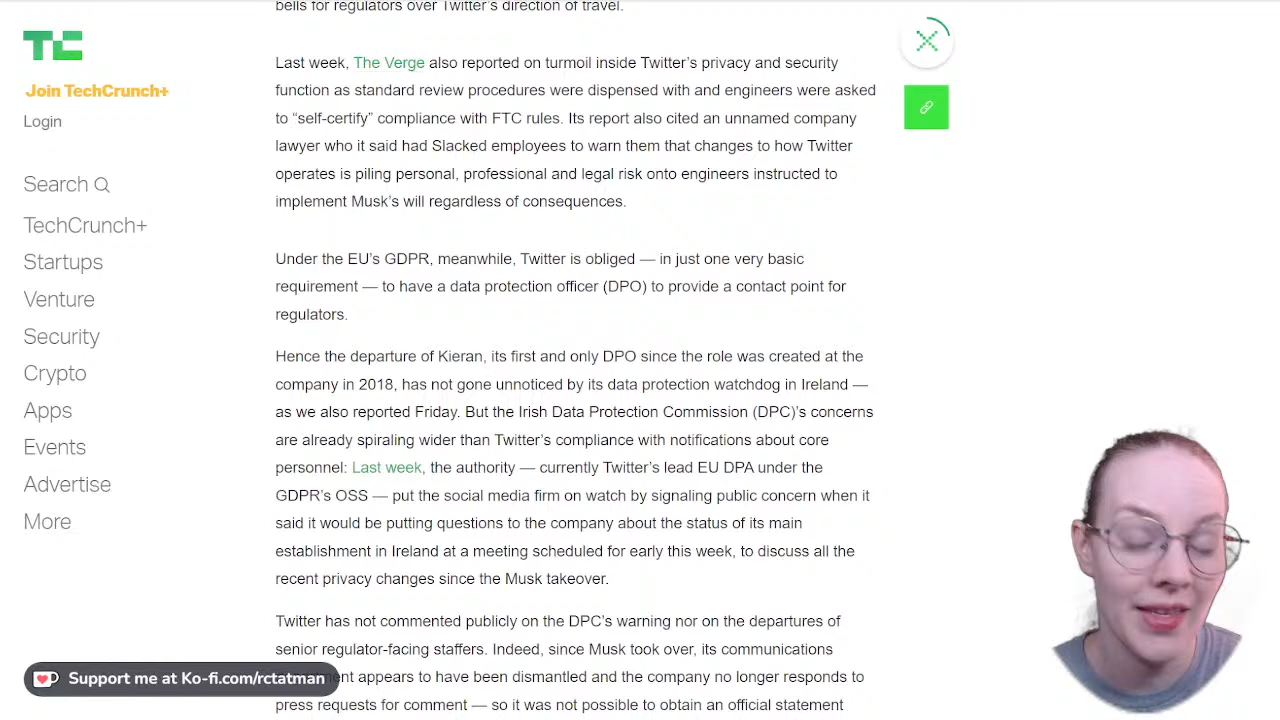 bells for regulators over Twitter's direction of travel.
TC
Join TechCrunch+
Login
Search
TechCrunch+
Startups
Venture
Security
Crypto
Apps
Events
Advertise
More
Last week, The Verge also reported on turmoil inside Twitter's privacy and security
function as standard review procedures were dispensed with and engineers were asked
to “self-certify” compliance with FTC rules. Its report also cited an unnamed company
lawyer who it said had Slacked employees to warn them that changes to how Twitter
operates is piling personal, professional and legal risk onto engineers instructed to
implement Musk's will regardless of consequences.
Under the EU's GDPR, meanwhile, Twitter is obliged — in just one very basic
requirement — to have a data protection officer (DPO) to provide a contact point for
regulators.
Hence the departure of Kieran, its first and only DPO since the role was created at the
company in 2018, has not gone unnoticed by its data protection watchdog in Ireland —
as we also reported Friday. But the Irish Data Protection Commission (DPC)'s concerns
are already spiraling wider than Twitter's compliance with notifications about core
personnel: Last week, the authority — currently Twitter's lead EU DPA under the
GDPR's OSS — put the social media firm on watch by signaling public concern when it
said it would be putting questions to the company about the status of its main
establishment in Ireland at a meeting scheduled for early this week, to discuss all the
recent privacy changes since the Musk takeover.
Twitter has not commented publicly on the DPC's warning nor on the departures of
senior regulator-facing staffers. Indeed, since Musk took over, its communications
appears to have been dismantled and the company no longer responds to
press requests for comment — so it was not possible to obtain an official statement
Support me at Ko-fi.com/rctatman